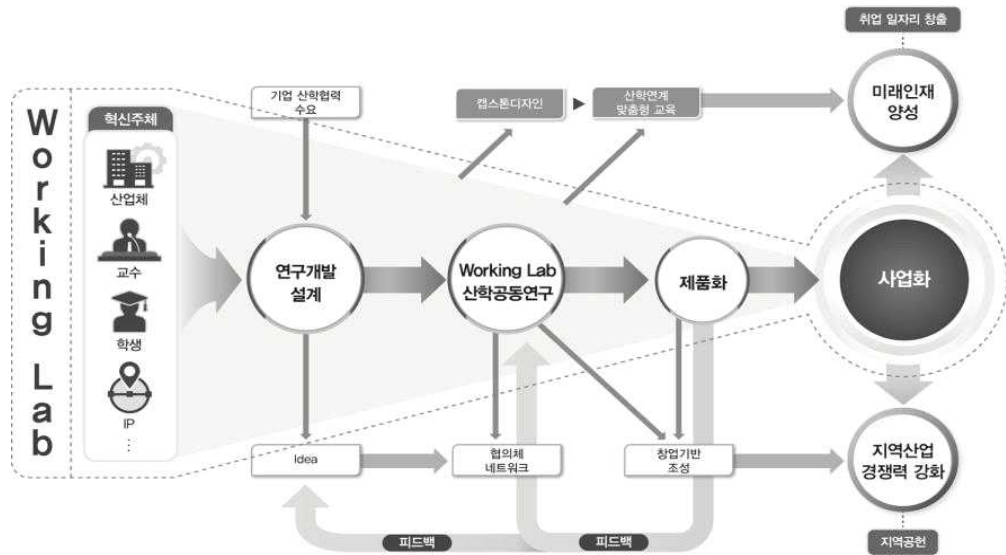 Working Lab
혁신주체
산업체
교수
학생
IP
⋮
기업 산학협력
수요
캡스톤디자인
산학연계
맞춤형 교육
취업 일자리 창출
미래인재
양성
연구개발
설계
Working Lab
산학공동연구
제품화
사업화
Idea
협의체
네트워크
창업기반
조성
지역산업
경쟁력 강화
피드백
피드백
지역공헌